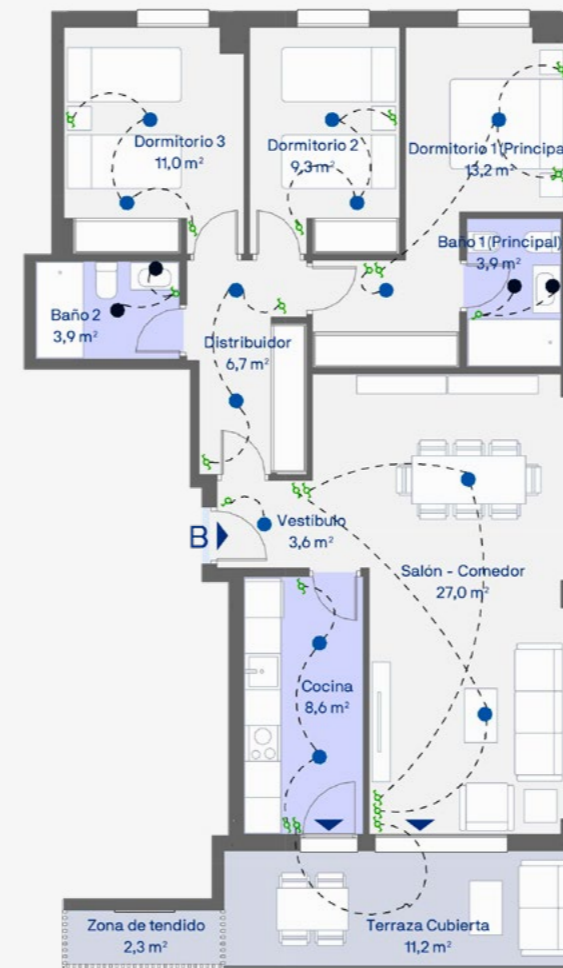 Dormitorio 3
11,0 m²
Dormitorio 2
9,3 m²
Dormitorio 1 (Principa
13,2 m²
Baño 1 (Principal)
3,9 m²
Baño 2
3,9 m²
Distribuidor
6,7 m²
B
Vestíbulo
3,6 m²
Salón - Comedor
27,0 m²
Cocina
8,6 m²
Zona de tendido
2,3 m²
Terraza Cubierta
11,2 m²